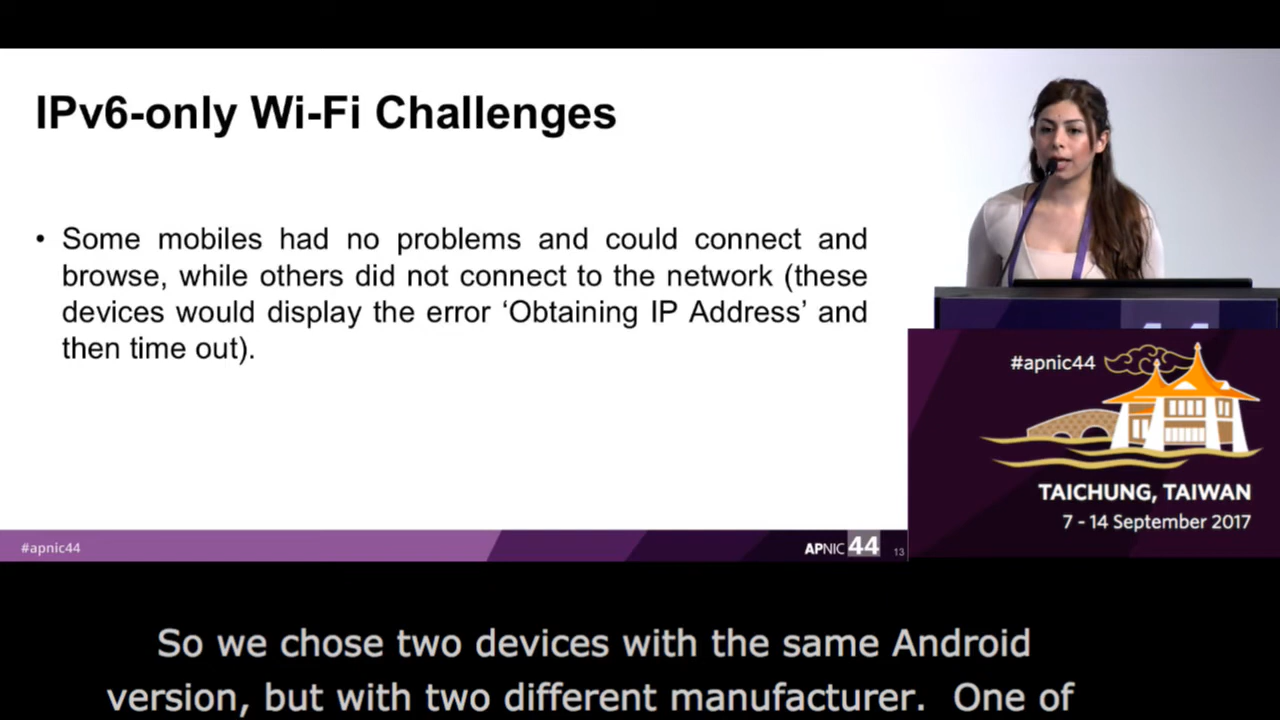 IPv6-only Wi-Fi Challenges
• Some mobiles had no problems and could connect and
browse, while others did not connect to the network (these
devices would display the error ‘Obtaining IP Address’ and
then time out).
#apnic44
APNIC 44
13
#apnic44
TAICHUNG, TAIWAN
7 - 14 September 2017
So we chose two devices with the same Android
version, but with two different manufacturer. One of